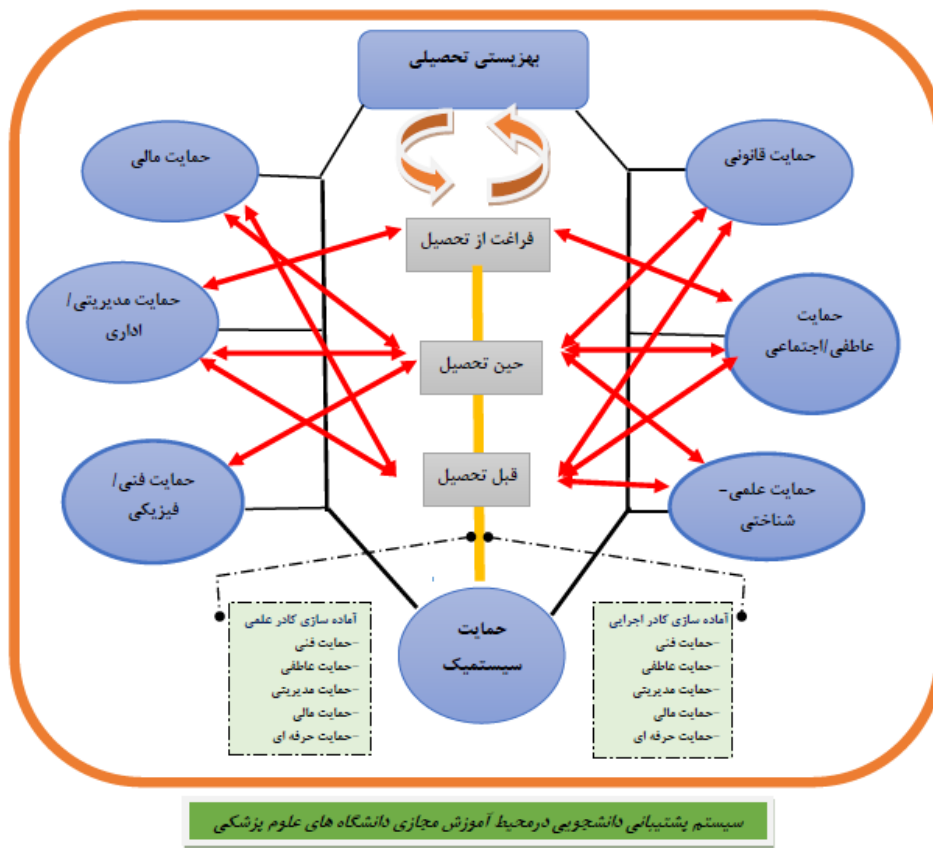 بهزیستی تحصیلی
حمایت قانونی
حمایت مالی
فراغت از تحصیل
حمایت
عاطفی/اجتماعی
حمایت مدیریتی/
اداری
حین تحصیل
قبل تحصیل
حمایت علمی-
شناختی
حمایت فنی/
فیزیکی
حمایت
سیستمیک
آماده سازی کادر اجرایی
-حمایت فنی
-حمایت عاطفی
-حمایت مدیریتی
-حمایت مالی
-حمایت حرفه ای
آماده سازی کادر علمی
-حمایت فنی
-حمایت عاطفی
-حمایت مدیریتی
-حمایت مالی
-حمایت حرفه ای
سیستم پشتیبانی دانشجویی درمحیط آموزش مجازی دانشگاه های علوم پزشکی